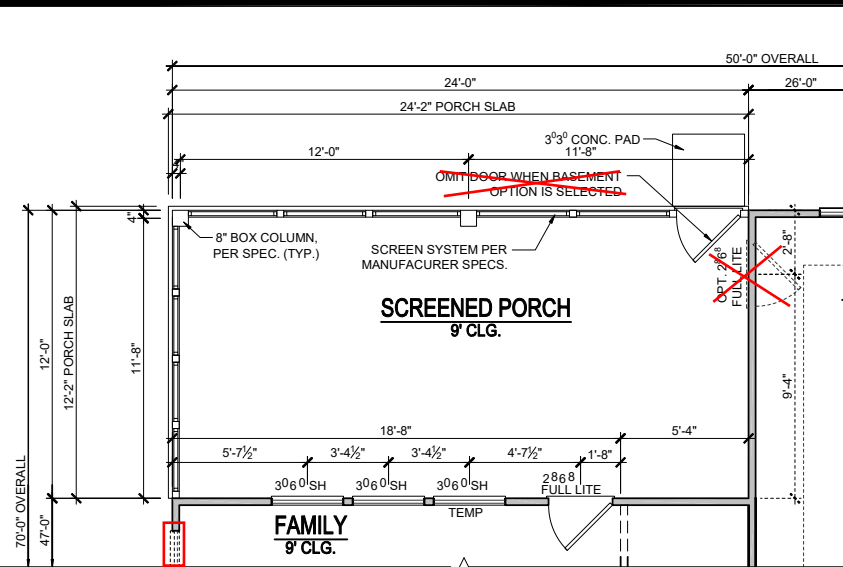 50'-0" OVERALL
24'-0"
26'-0"
24'-2" PORCH SLAB
3⁰3⁰ CONC. PAD
12'-0"
11'-8"
OMIT DOOR WHEN BASEMENT
OPTION IS SELECTED
4"
8" BOX COLUMN,
PER SPEC. (TYP.)
SCREEN SYSTEM PER
MANUFACURER SPECS.
OPT. 2⁸6⁸
FULL LITE
2'-8"
SCREENED PORCH
9' CLG.
12'-0"
12'-2" PORCH SLAB
11'-8"
9'-4"
18'-8"
5'-4"
5'-7½"
3'-4½"
3'-4½"
4'-7½"
1'-8"
3⁰6⁰SH
3⁰6⁰SH
3⁰6⁰SH
2868
FULL LITE
TEMP
FAMILY
9' CLG.
70'-0" OVERALL
47'-0"